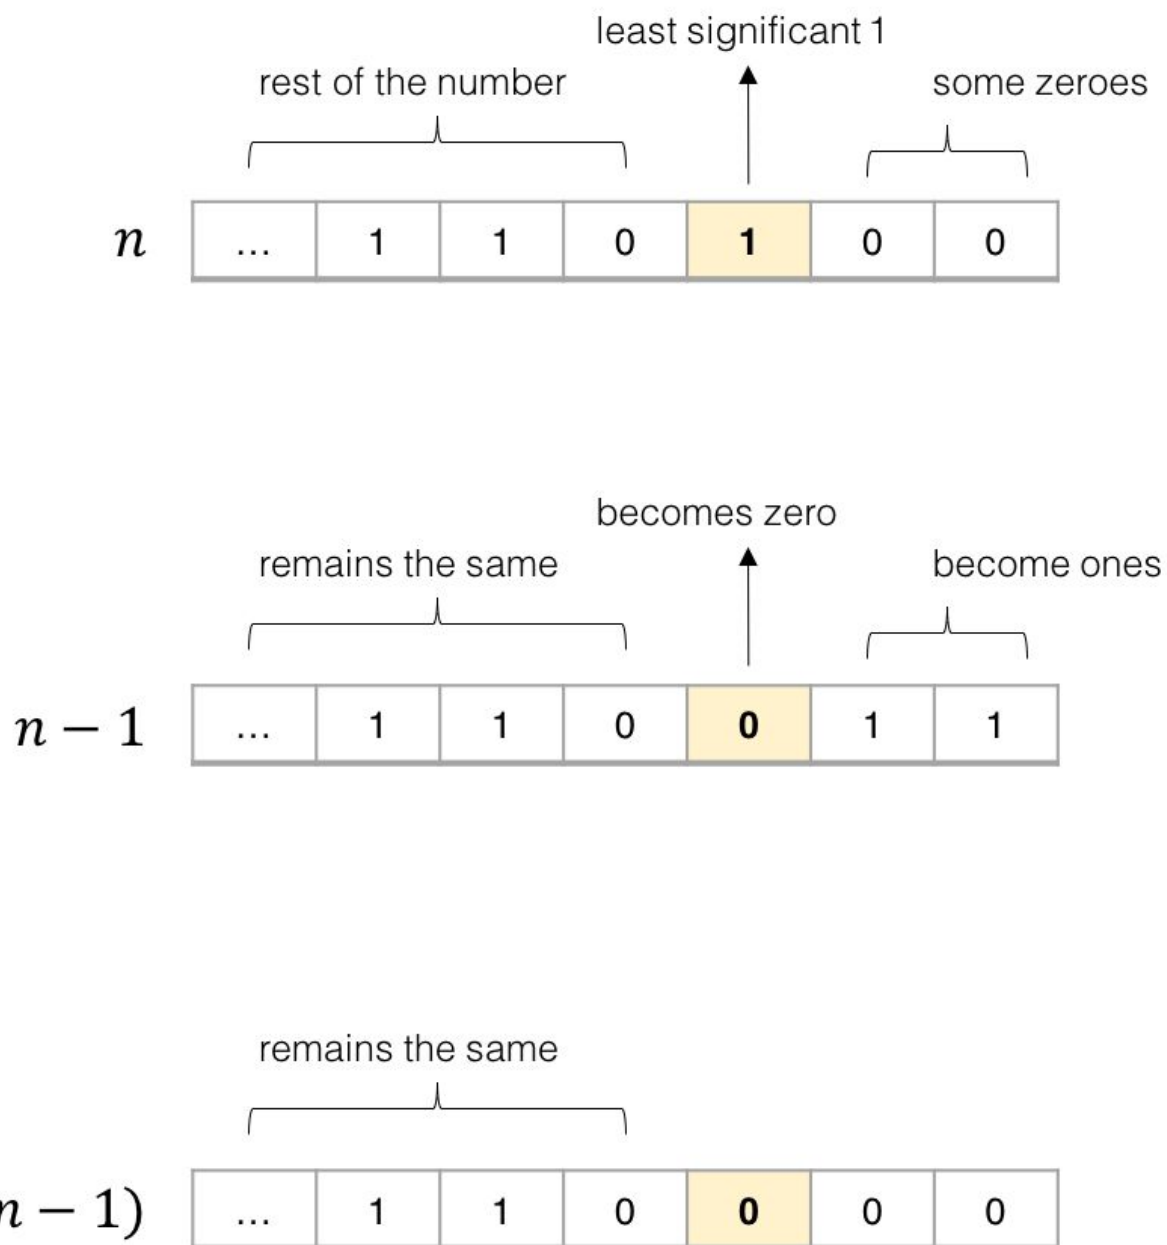 least significant 1
rest of the number
some zeroes
n ... 1 1 0 1 0 0
becomes zero
remains the same
become ones
n − 1 ... 1 1 0 0 1 1
remains the same
n − 1) ... 1 1 0 0 0 0